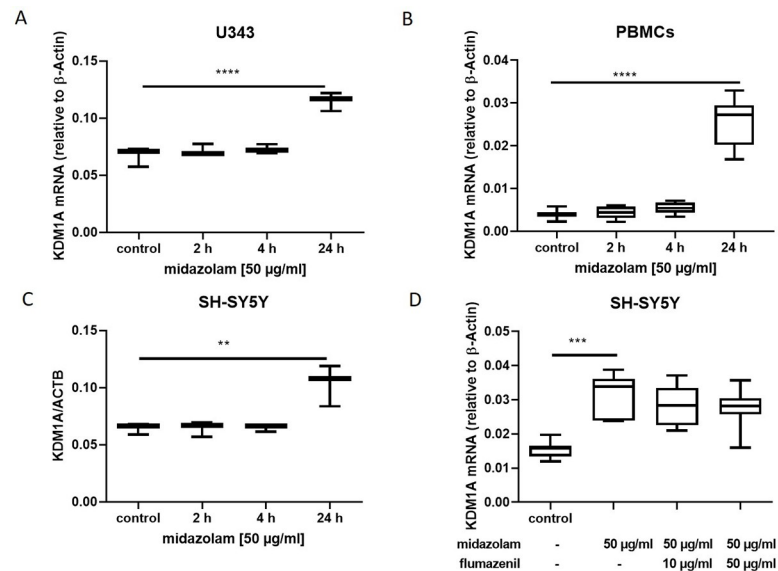 A
U343
KDM1A mRNA (relative to β-Actin)
0.15
0.10
0.05
0.00
****
control 2 h 4 h 24 h
midazolam [50 µg/ml]
B
PBMCs
KDM1A mRNA (relative to β-Actin)
0.04
0.03
0.02
0.01
0.00
****
control 2 h 4 h 24 h
midazolam [50 µg/ml]
C
SH-SY5Y
KDM1A/ACTB
0.15
0.10
0.05
0.00
**
control 2 h 4 h 24 h
midazolam [50 µg/ml]
D
SH-SY5Y
KDM1A mRNA (relative to β-Actin)
0.05
0.04
0.03
0.02
0.01
0.00
***
control
midazolam - 50 µg/ml 50 µg/ml 50 µg/ml
flumazenil - - 10 µg/ml 50 µg/ml